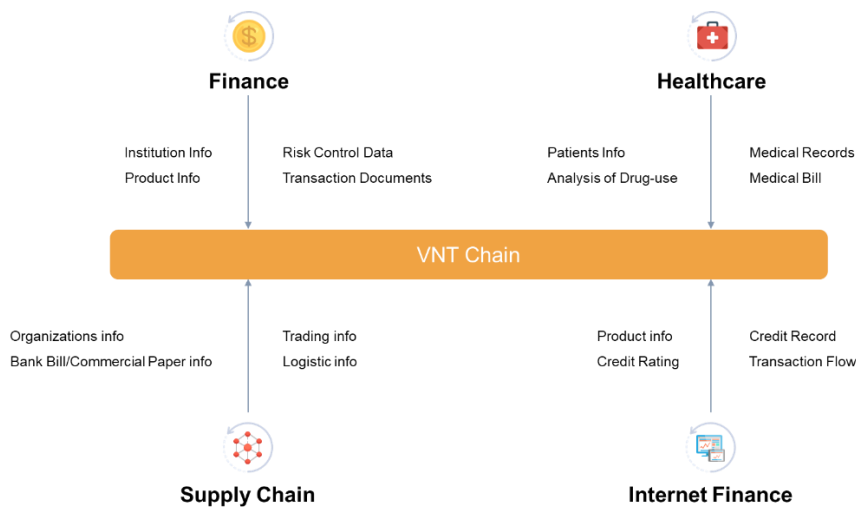 Finance
Healthcare
Institution Info
Product Info
Risk Control Data
Transaction Documents
Patients Info
Analysis of Drug-use
Medical Records
Medical Bill
VNT Chain
Organizations info
Bank Bill/Commercial Paper info
Trading info
Logistic info
Product info
Credit Rating
Credit Record
Transaction Flow
Supply Chain
Internet Finance